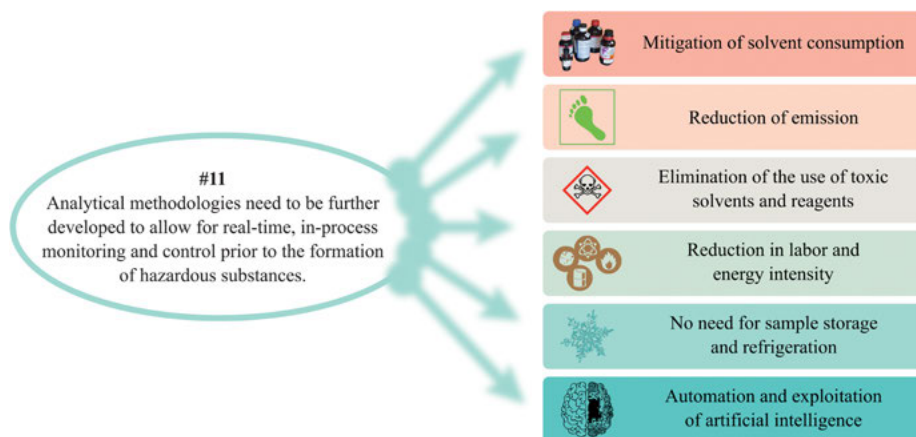 #11
Analytical methodologies need to be further
developed to allow for real-time, in-process
monitoring and control prior to the formation
of hazardous substances.
Mitigation of solvent consumption
Reduction of emission
Elimination of the use of toxic
solvents and reagents
Reduction in labor and
energy intensity
No need for sample storage
and refrigeration
Automation and exploitation
of artificial intelligence